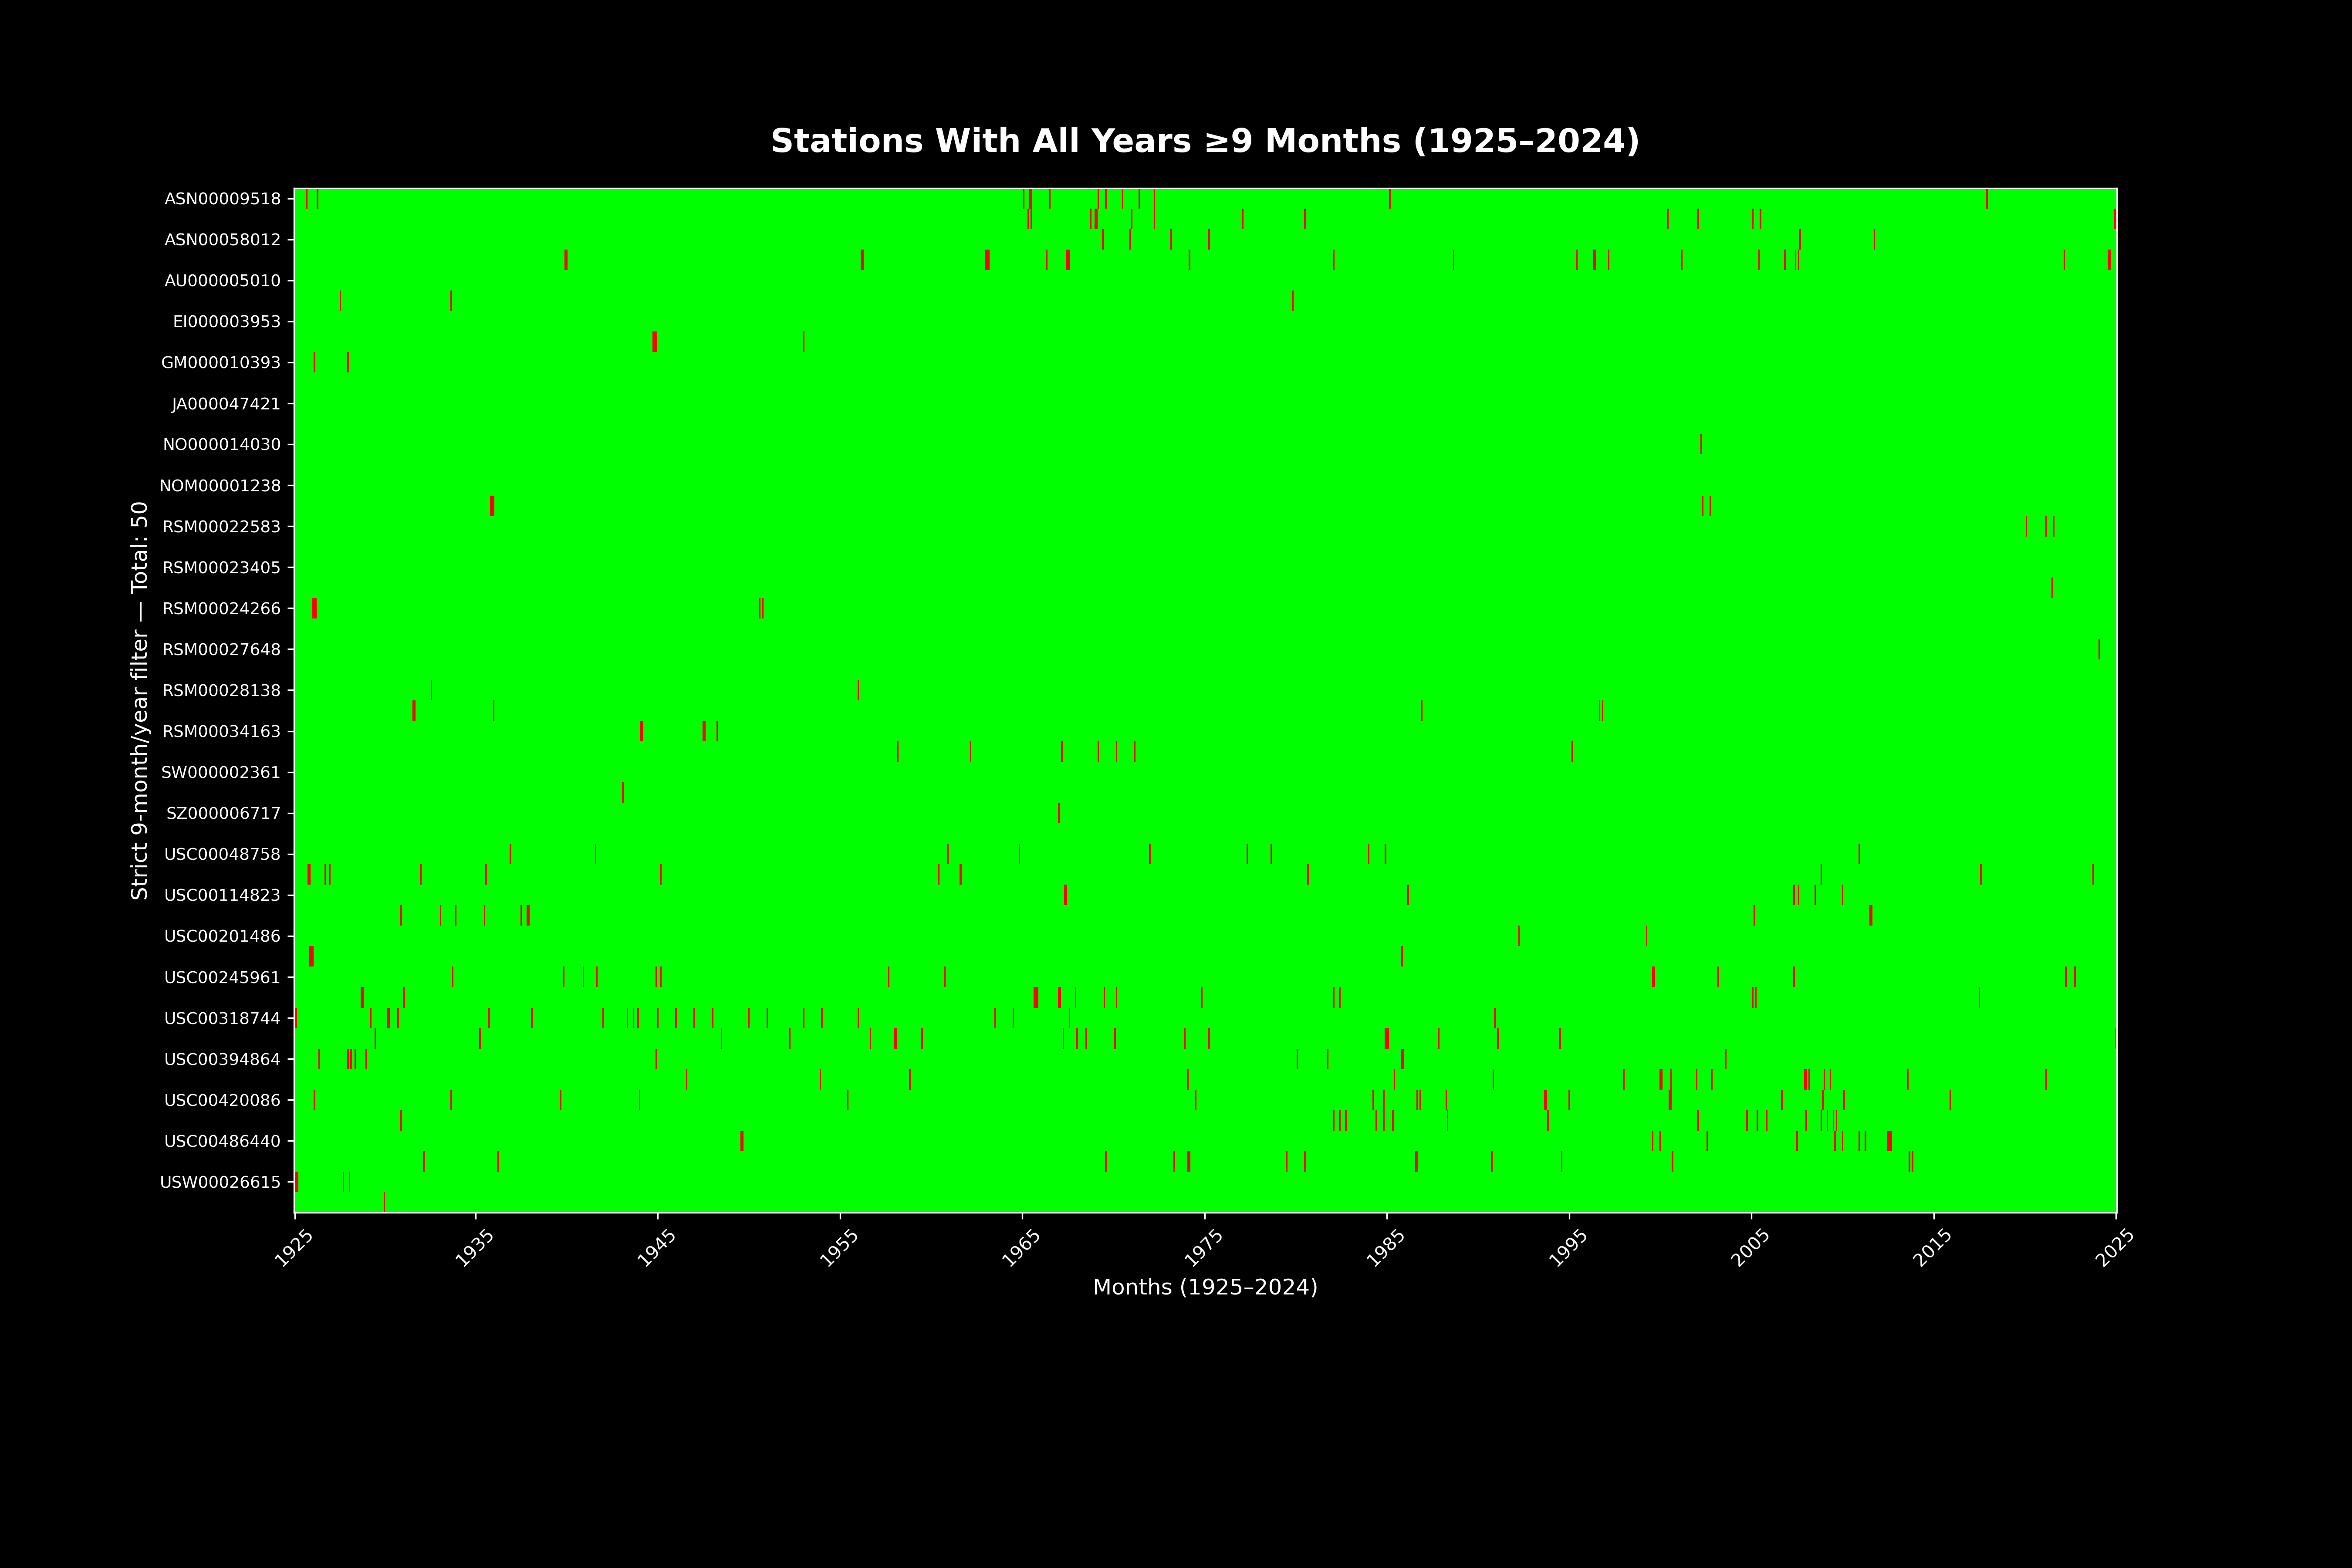 Stations With All Years ≥9 Months (1925–2024)
Strict 9-month/year filter — Total: 50
ASN00009518
ASN00058012
AU000005010
EI000003953
GM000010393
JA000047421
NO000014030
NOM00001238
RSM00022583
RSM00023405
RSM00024266
RSM00027648
RSM00028138
RSM00034163
SW000002361
SZ000006717
USC00048758
USC00114823
USC00201486
USC00245961
USC00318744
USC00394864
USC00420086
USC00486440
USW00026615
1925 1935 1945 1955 1965 1975 1985 1995 2005 2015 2025
Months (1925–2024)